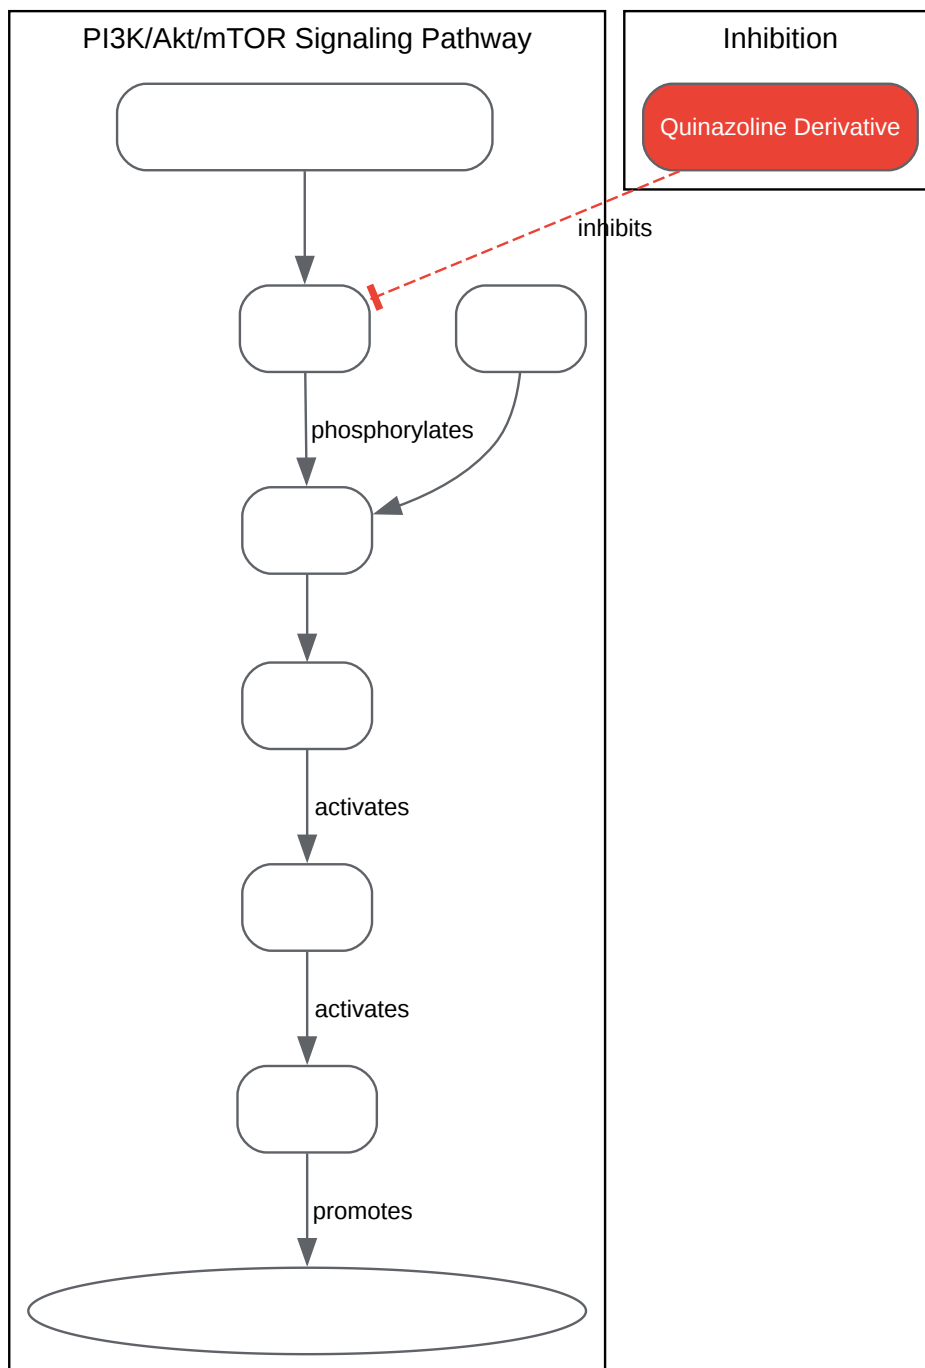 PI3K/Akt/mTOR Signaling Pathway
Inhibition
Quinazoline Derivative
inhibits
phosphorylates
activates
activates
promotes